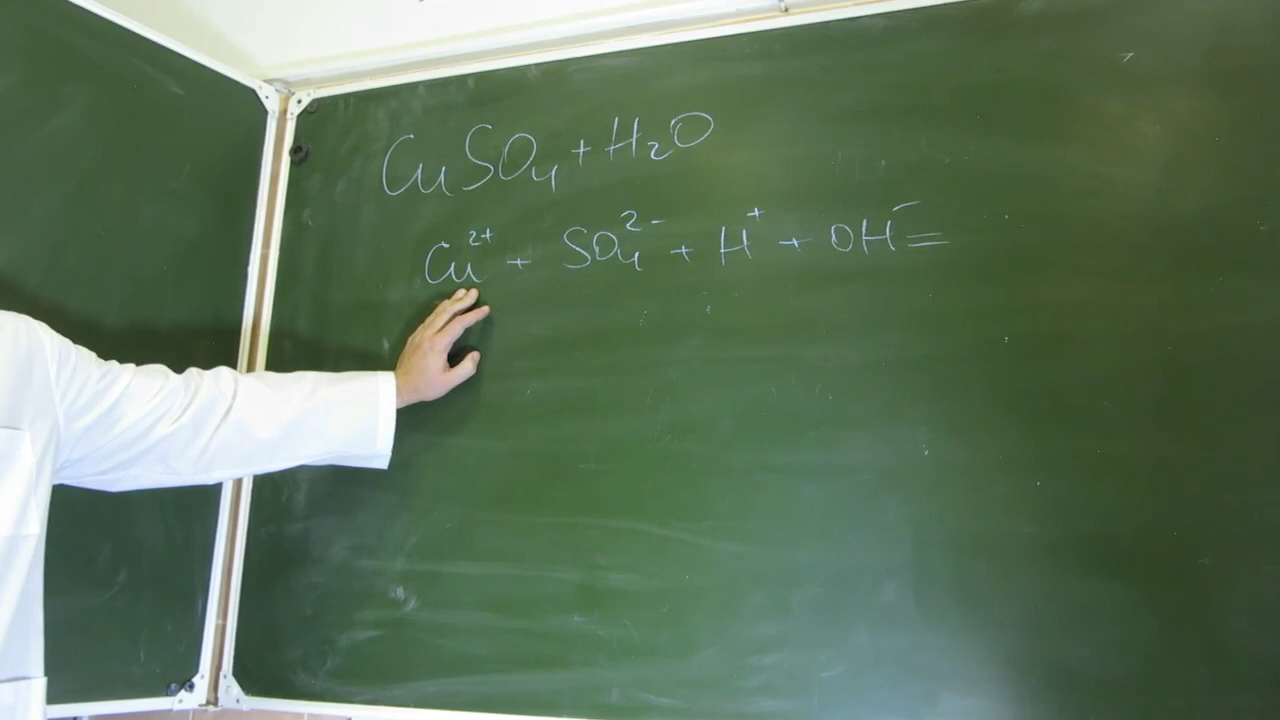 CuSO₄ + H₂O
Cu²⁺ + SO₄²⁻ + H⁺ + OH⁻ =